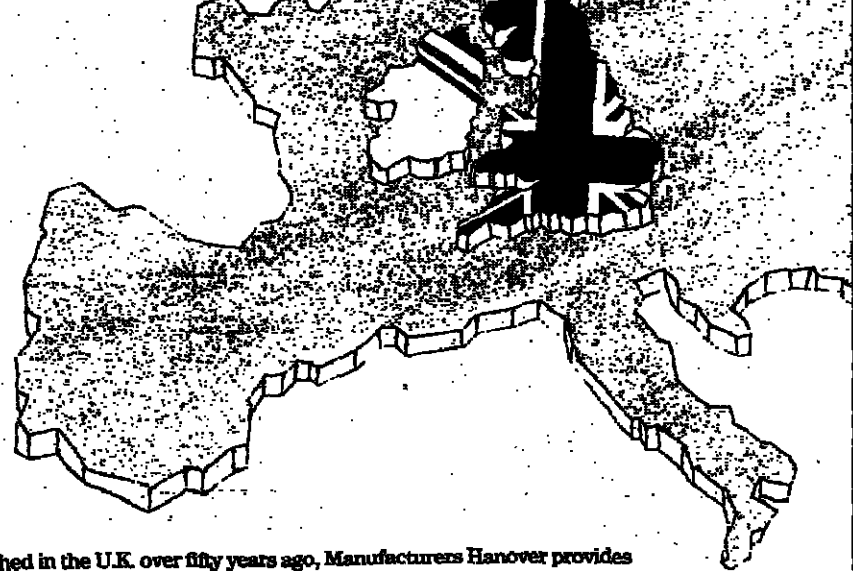 hed in the U.K. over fifty years ago, Manufacturers Hanover provides